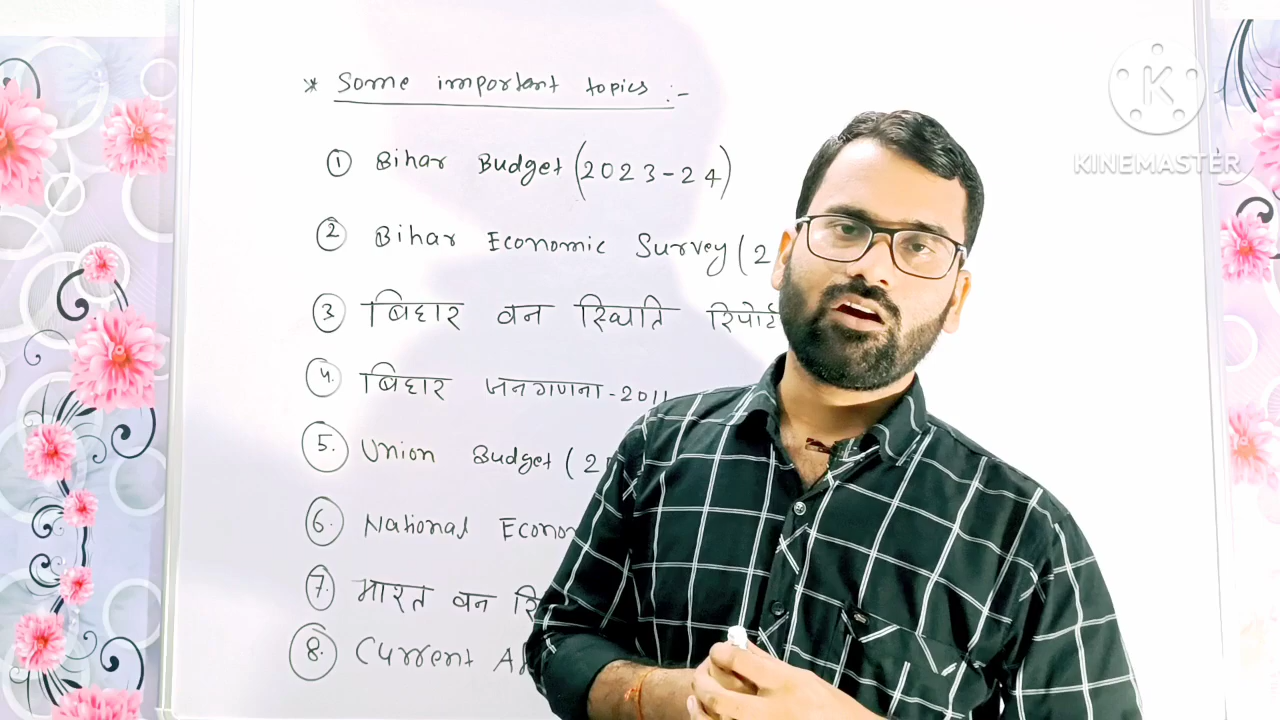 * Some important topics :-
① Bihar Budget (2023-24)
② Bihar Economic Survey (2
③ बिहार वन स्थिति रिपोर्ट
④. बिहार जनगणना-2011
⑤. Union Budget (2
⑥. National
⑦. भारत वन
⑧. Current
K
KINEMASTER